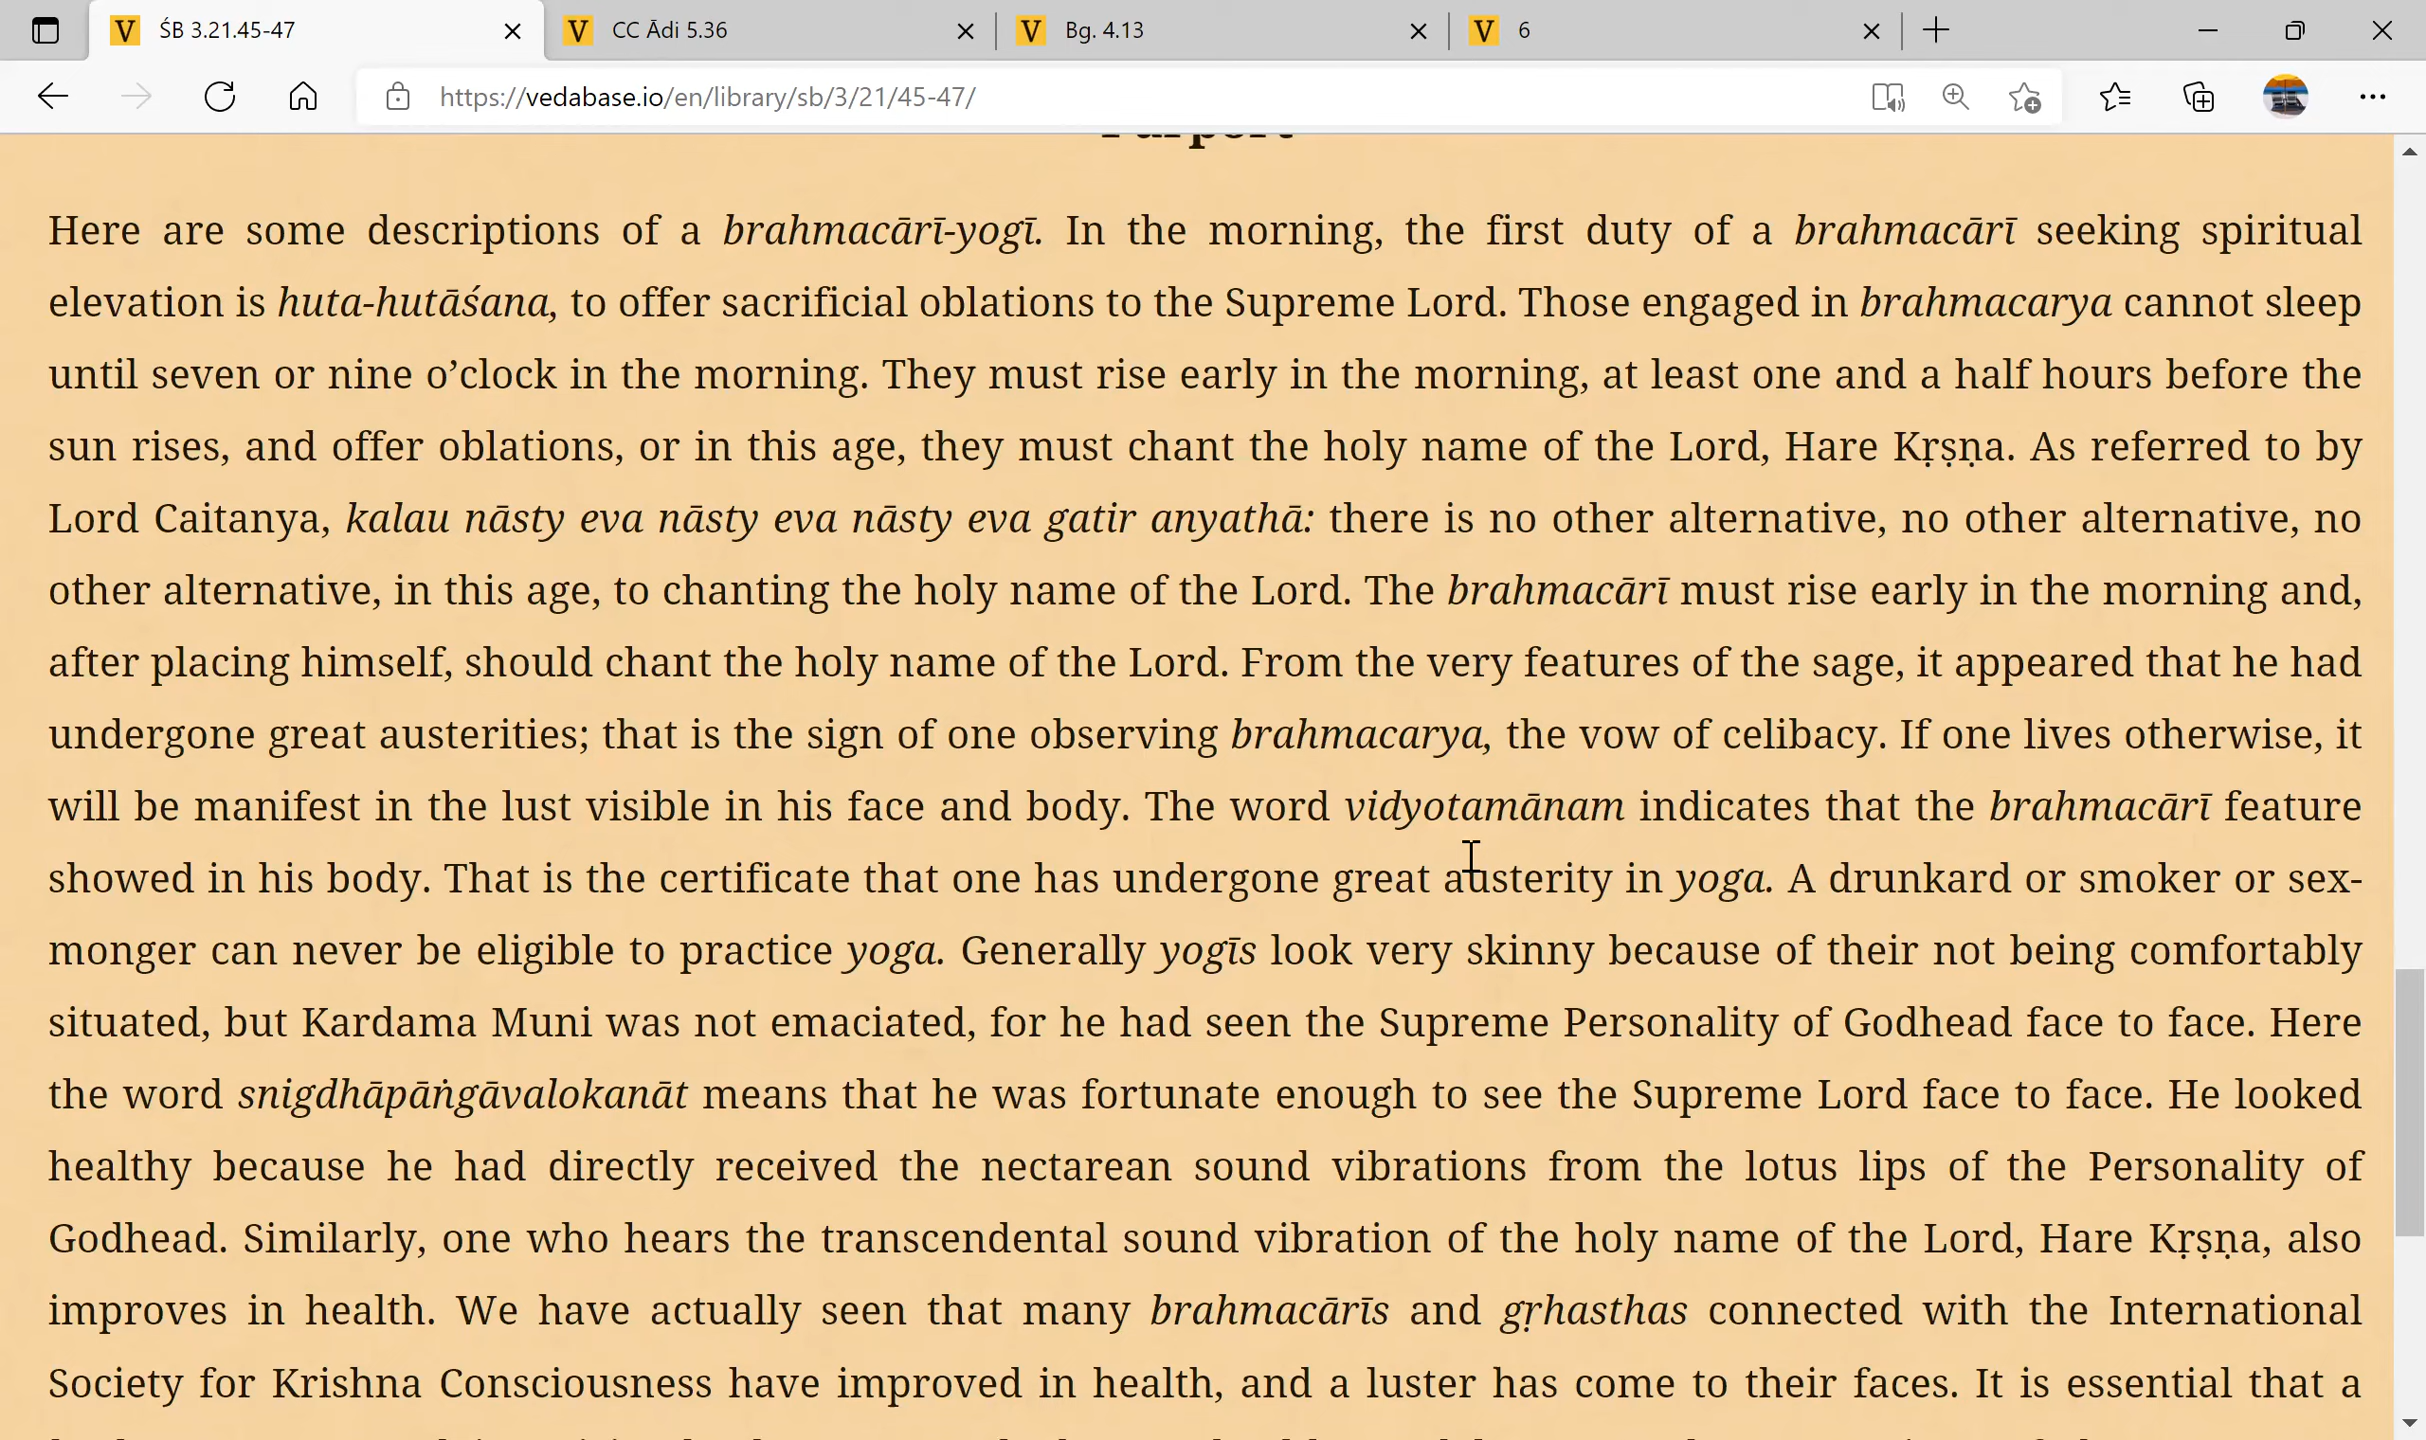 ŚB 3.21.45-47
CC Ādi 5.36
Bg. 4.13
6
https://vedabase.io/en/library/sb/3/21/45-47/
Purport
Here are some descriptions of a brahmacārī-yogī. In the morning, the first duty of a brahmacārī seeking spiritual
elevation is huta-hutāśana, to offer sacrificial oblations to the Supreme Lord. Those engaged in brahmacarya cannot sleep
until seven or nine o’clock in the morning. They must rise early in the morning, at least one and a half hours before the
sun rises, and offer oblations, or in this age, they must chant the holy name of the Lord, Hare Kṛṣṇa. As referred to by
Lord Caitanya, kalau nāsty eva nāsty eva nāsty eva gatir anyathā: there is no other alternative, no other alternative, no
other alternative, in this age, to chanting the holy name of the Lord. The brahmacārī must rise early in the morning and,
after placing himself, should chant the holy name of the Lord. From the very features of the sage, it appeared that he had
undergone great austerities; that is the sign of one observing brahmacarya, the vow of celibacy. If one lives otherwise, it
will be manifest in the lust visible in his face and body. The word vidyotamānam indicates that the brahmacārī feature
showed in his body. That is the certificate that one has undergone great austerity in yoga. A drunkard or smoker or sex-
monger can never be eligible to practice yoga. Generally yogīs look very skinny because of their not being comfortably
situated, but Kardama Muni was not emaciated, for he had seen the Supreme Personality of Godhead face to face. Here
the word snigdhāpāṅgāvalokanāt means that he was fortunate enough to see the Supreme Lord face to face. He looked
healthy because he had directly received the nectarean sound vibrations from the lotus lips of the Personality of
Godhead. Similarly, one who hears the transcendental sound vibration of the holy name of the Lord, Hare Kṛṣṇa, also
improves in health. We have actually seen that many brahmacārīs and gṛhasthas connected with the International
Society for Krishna Consciousness have improved in health, and a luster has come to their faces. It is essential that a